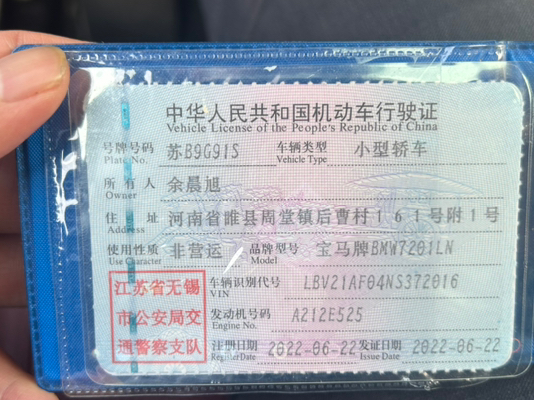 中华人民共和国机动车行驶证
Vehicle License of the People's Republic of China
号牌号码 苏B9G91S 车辆类型 小型轿车
Plate No. Vehicle Type
所有人 余晨旭
Owner
住址 河南省睢县周堂镇后曹村161号附1号
Address
使用性质 非营运 品牌型号 宝马牌BMW7201LN
Use Character Model
江苏省无锡
市公安局交
通警察支队
车辆识别代号 LBV21AF04NS372016
VIN
发动机号码 A212E525
Engine No.
注册日期 2022-06-22 发证日期 2022-06-22
Register Date Issue Date